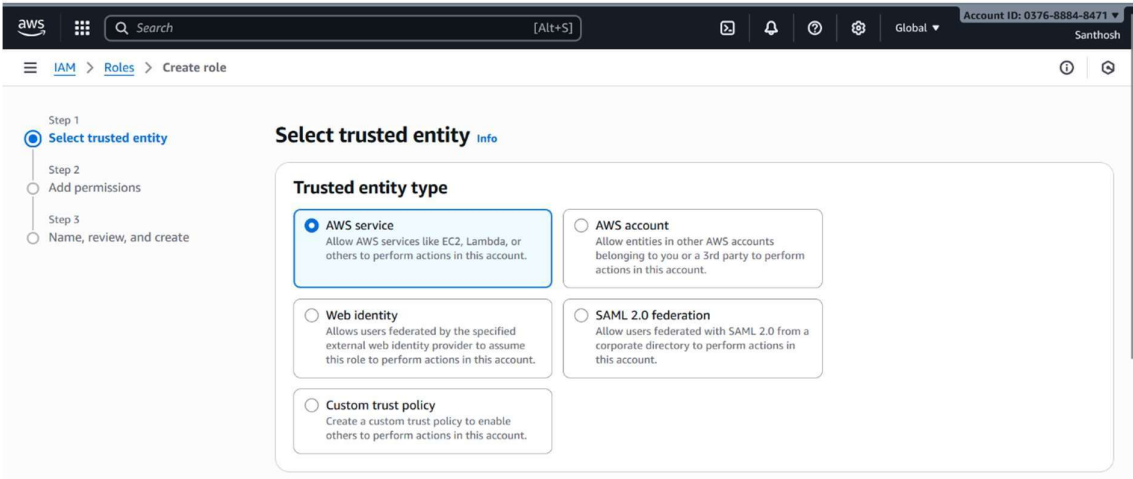 aws
Search
[Alt+S]
Global ▼
Account ID: 0376-8884-8471 ▼
Santhosh
IAM > Roles > Create role
Step 1
Select trusted entity
Step 2
Add permissions
Step 3
Name, review, and create
Select trusted entity Info
Trusted entity type
AWS service
Allow AWS services like EC2, Lambda, or
others to perform actions in this account.
AWS account
Allow entities in other AWS accounts
belonging to you or a 3rd party to perform
actions in this account.
Web identity
Allows users federated by the specified
external web identity provider to assume
this role to perform actions in this account.
SAML 2.0 federation
Allow users federated with SAML 2.0 from a
corporate directory to perform actions in
this account.
Custom trust policy
Create a custom trust policy to enable
others to perform actions in this account.